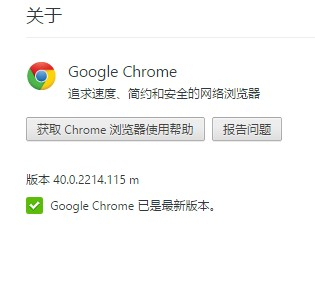 关于
Google Chrome
追求速度、简约和安全的网络浏览器
获取 Chrome 浏览器使用帮助 报告问题
版本 40.0.2214.115 m
Google Chrome 已是最新版本。